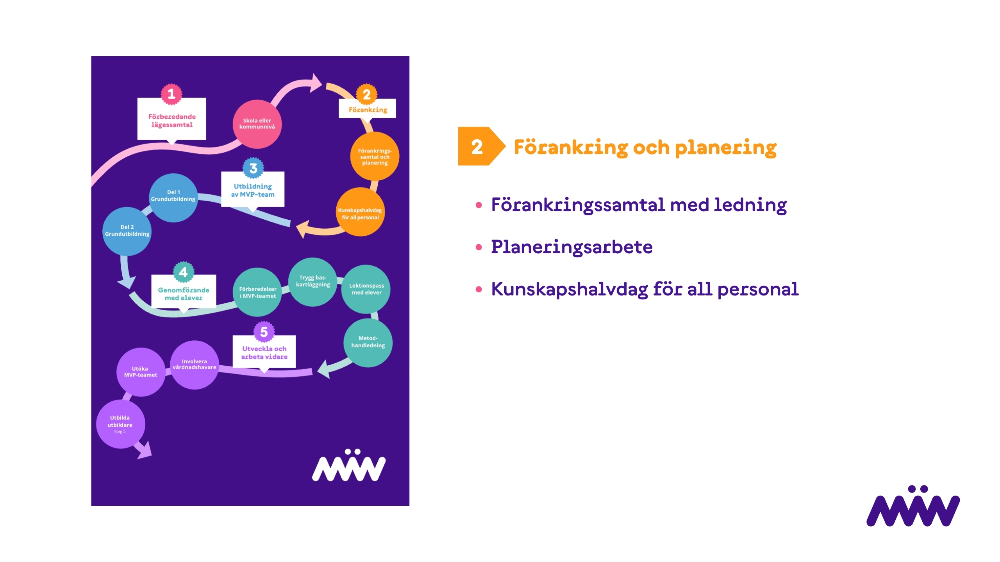 1
Förberedande
lägessamtal
Skola eller
kommunnivå
2
Förankring
Förankrings-
samtal och
planering
Kunskapshalvdag
för all personal
3
Utbildning
av MVP-team
Del 1
Grundutbildning
Del 2
Grundutbildning
4
Genomförande
med elever
Förberedelser
i MVP-teamet
Trygg bas-
kartläggning
Lektionspass
med elever
Metod-
handledning
5
Utveckla och
arbeta vidare
Involvera
vårdnadshavare
Utöka
MVP-teamet
Utbilda
utbildare
Steg 2
2 Förankring och planering
• Förankringssamtal med ledning
• Planeringsarbete
• Kunskapshalvdag för all personal